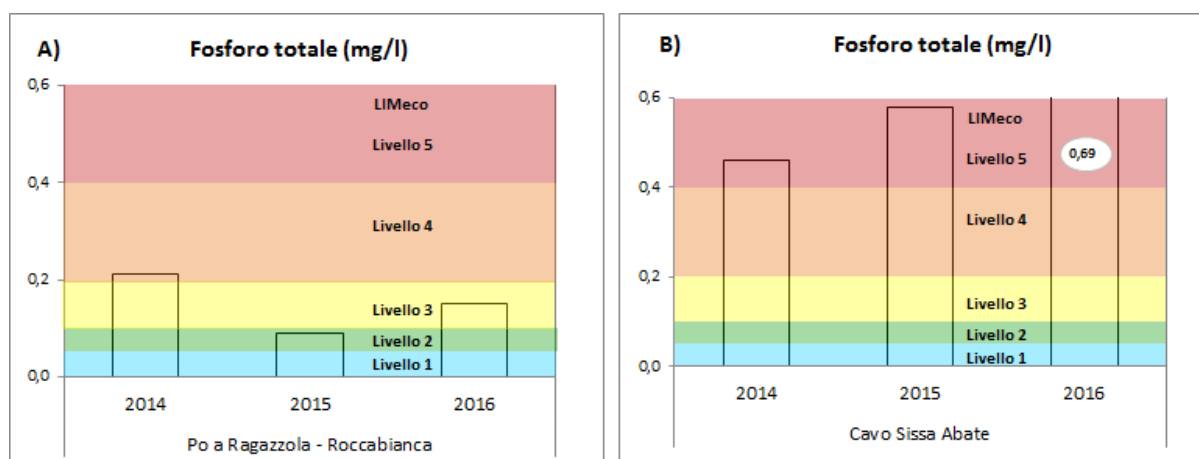 A)
Fosforo totale (mg/l)
0,6
LIMeco
Livello 5
0,4
Livello 4
0,2
Livello 3
Livello 2
Livello 1
0,0
2014 2015 2016
Po a Ragazzola - Roccabianca
B)
Fosforo totale (mg/l)
0,6
LIMeco
0,69
Livello 5
0,4
Livello 4
0,2
Livello 3
Livello 2
Livello 1
0,0
2014 2015 2016
Cavo Sissa Abate